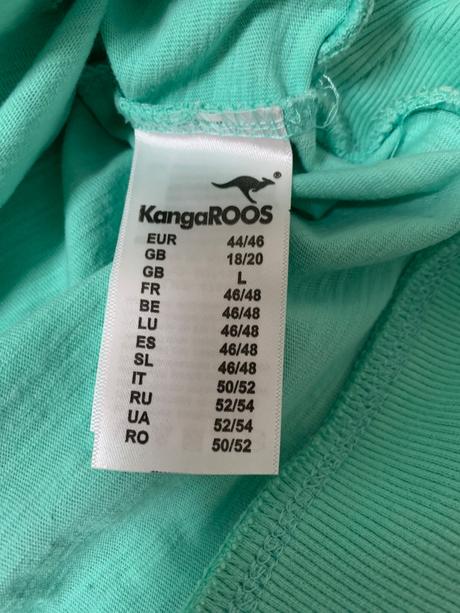 ®
KangaROOS
EUR 44/46
GB 18/20
GB L
FR 46/48
BE 46/48
LU 46/48
ES 46/48
SL 46/48
IT 50/52
RU 52/54
UA 52/54
RO 50/52